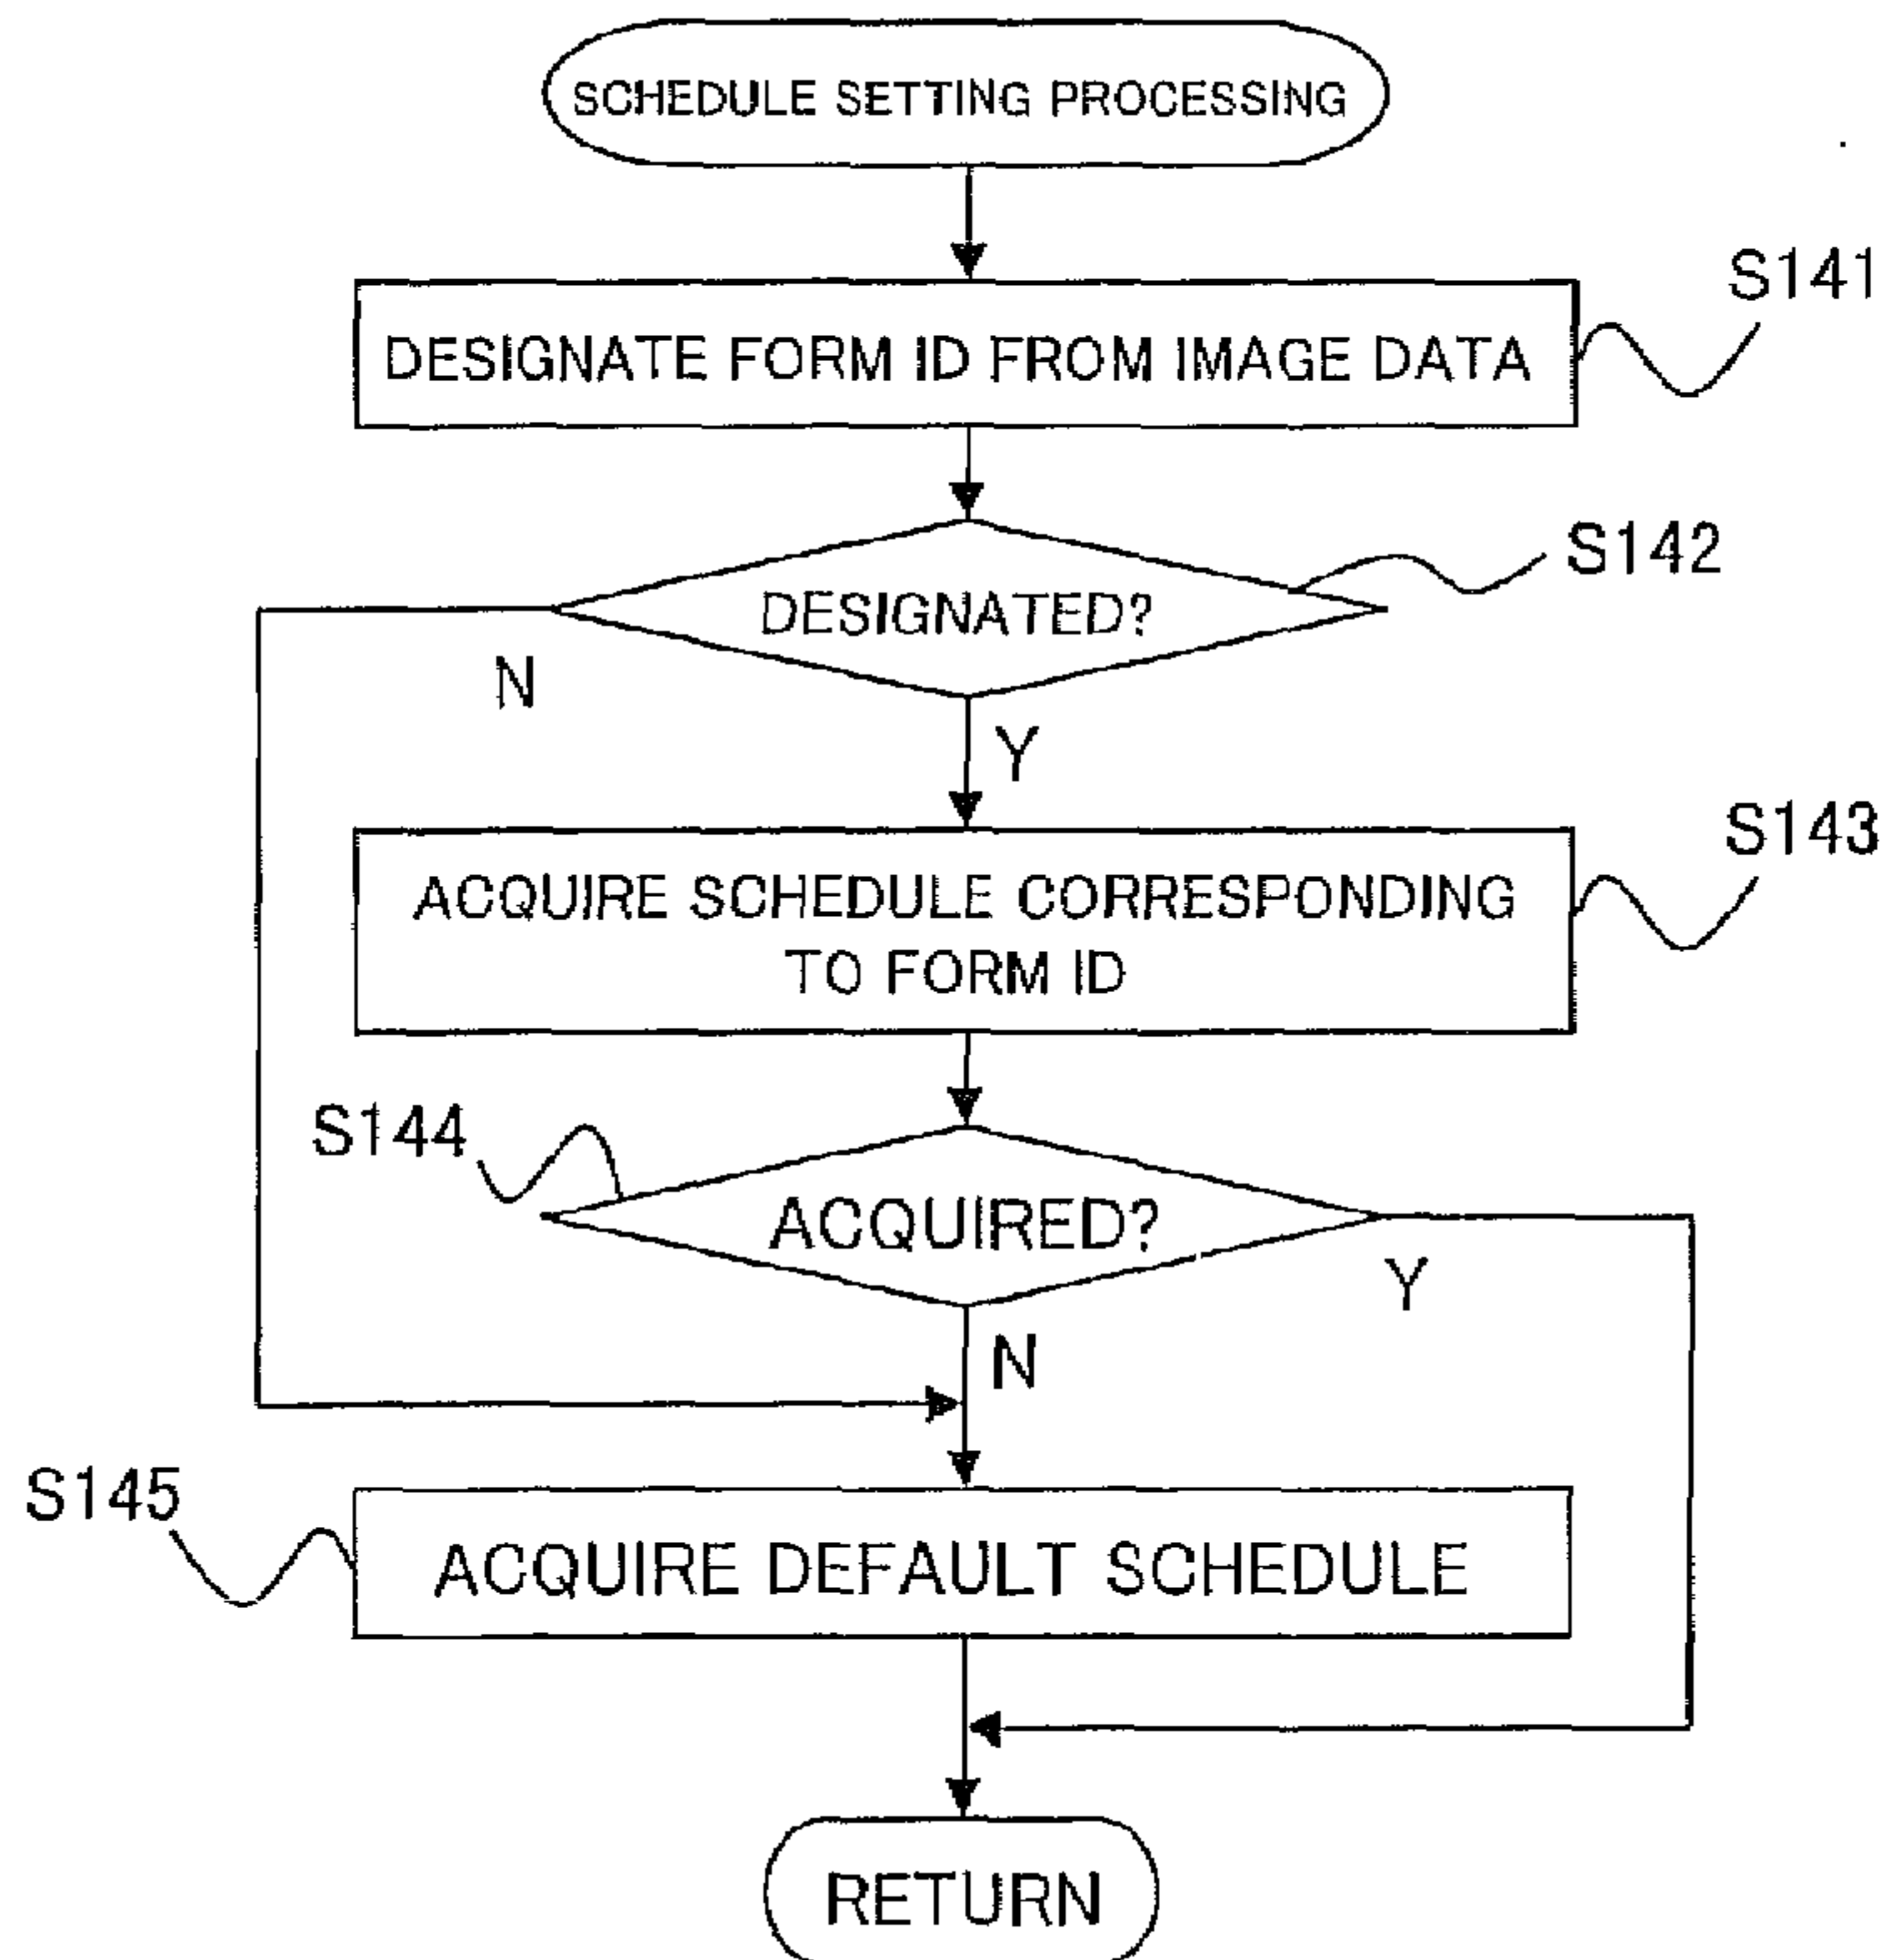 SCHEDULE SETTING PROCESSING
S141
DESIGNATE FORM ID FROM IMAGE DATA
S142
DESIGNATED?
N
Y
S143
ACQUIRE SCHEDULE CORRESPONDING
TO FORM ID
S144
ACQUIRED?
Y
N
S145
ACQUIRE DEFAULT SCHEDULE
RETURN